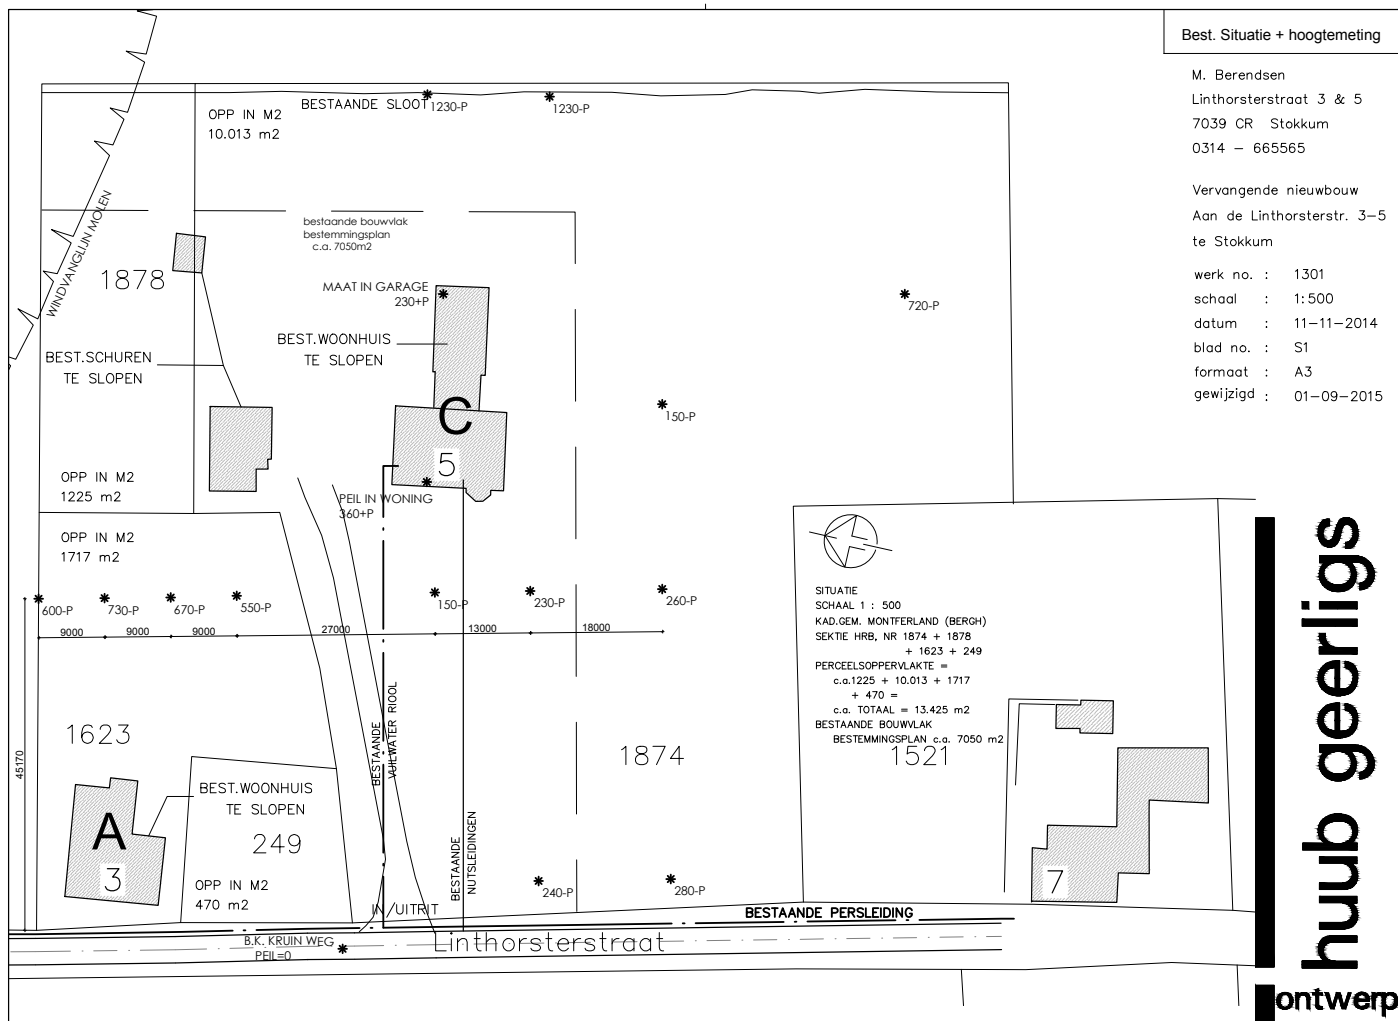 Best. Situatie + hoogtemeting
M. Berendsen
Linthorsterstraat 3 & 5
7039 CR Stokkum
0314 - 665565
Vervangende nieuwbouw
Aan de Linthorsterstr. 3-5
te Stokkum
werk no. : 1301
schaal : 1:500
datum : 11-11-2014
blad no. : S1
formaat : A3
gewijzigd : 01-09-2015
OPP IN M2
10.013 m2
BESTAANDE SLOOT
1230-P
1230-P
WINDVANGLIJN MOLEN
bestaande bouwvlak
bestemmingsplan
c.a. 7050m2
1878
MAAT IN GARAGE
230+P
720-P
BEST.WOONHUIS
TE SLOPEN
BEST.SCHUREN
TE SLOPEN
C
5
150-P
OPP IN M2
1225 m2
PEIL IN WONING
360+P
OPP IN M2
1717 m2
600-P
730-P
670-P
550-P
150-P
230-P
260-P
9000
9000
9000
27000
13000
18000
SITUATIE
SCHAAL 1 : 500
KAD.GEM. MONTFERLAND (BERGH)
SEKTIE HRB, NR 1874 + 1878
+ 1623 + 249
PERCEELSOPPERVLAKTE =
c.a.1225 + 10.013 + 1717
+ 470 =
c.a. TOTAAL = 13.425 m2
BESTAANDE BOUWVLAK
BESTEMMINGSPLAN c.a. 7050 m2
1623
1874
1521
45170
BESTAANDE
VUILWATER RIOOL
BEST.WOONHUIS
TE SLOPEN
A
3
249
OPP IN M2
470 m2
BESTAANDE
NUTSLEIDINGEN
240-P
280-P
7
IN /UITRIT
BESTAANDE PERSLEIDING
B.K. KRUIN WEG
PEIL=0
Linthorsterstraat
huub geerligs
ontwerp